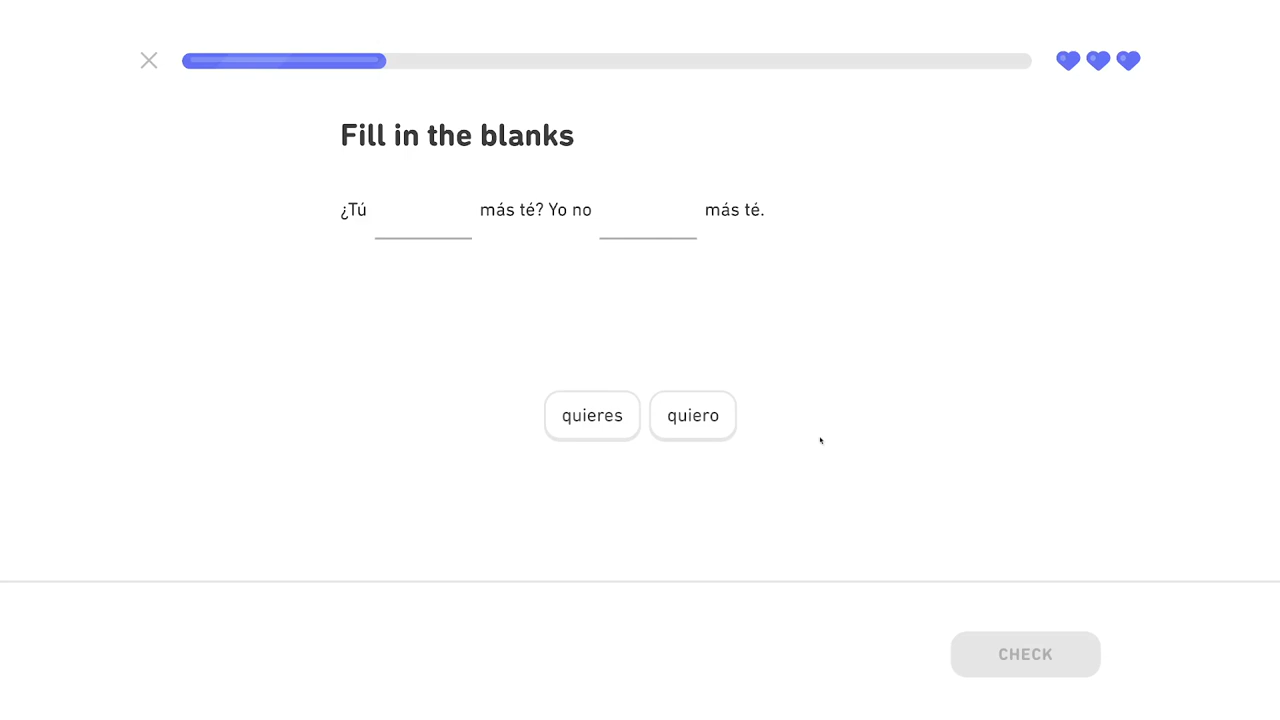 Fill in the blanks
¿Tú más té? Yo no más té.
quieres quiero
CHECK